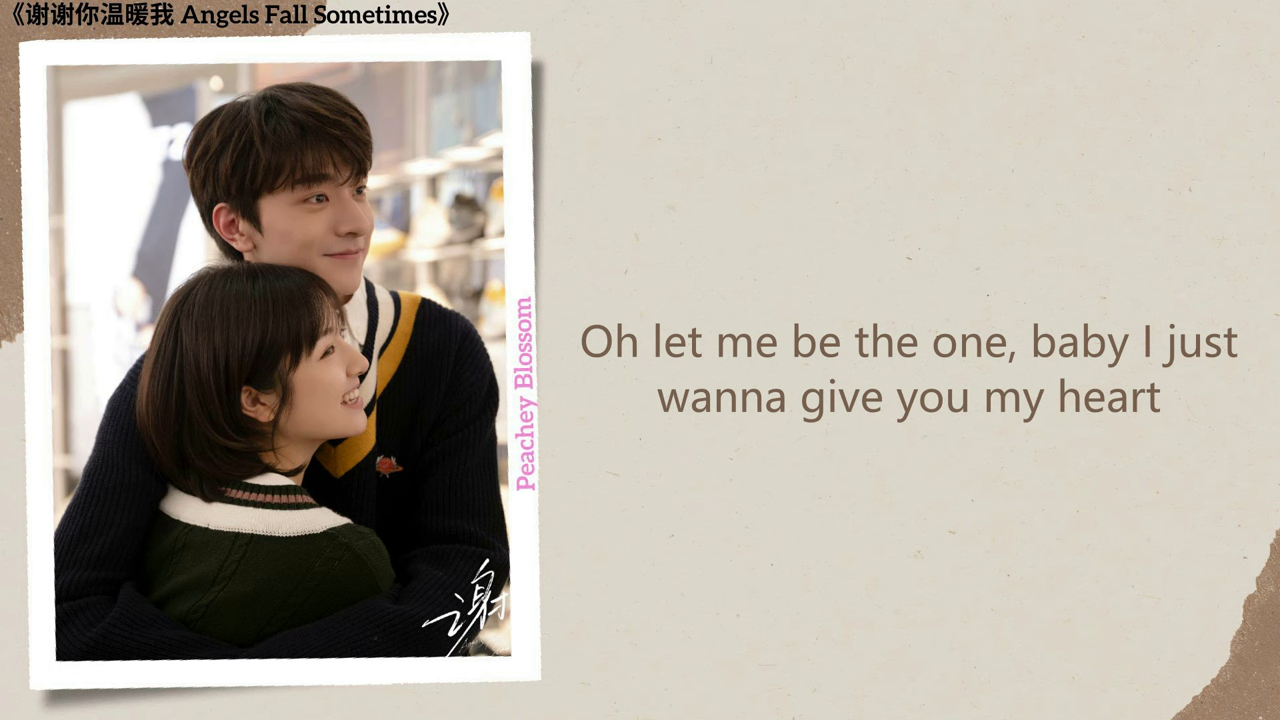 《谢谢你温暖我 Angels Fall Sometimes》
Peachey Blossom
Oh let me be the one, baby I just
wanna give you my heart
谢